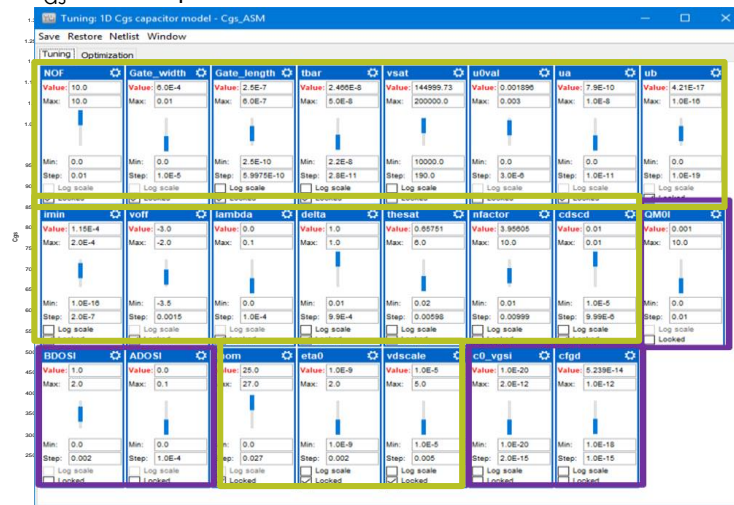 Cgs
Tuning: 1D Cgs capacitor model - Cgs_ASM
Save Restore Netlist Window
Tuning Optimization
NOF Gate_width Gate_length tbar vsat u0val ua ub
Value: 10.0 Value: 6.0E-4 Value: 2.5E-7 Value: 2.466E-8 Value: 144999.73 Value: 0.001896 Value: 7.9E-10 Value: 4.21E-17
Max: 10.0 Max: 0.01 Max: 6.0E-7 Max: 5.0E-8 Max: 200000.0 Max: 0.003 Max: 1.0E-8 Max: 1.0E-16
Min: 0.0 Min: 0.0 Min: 2.5E-10 Min: 2.2E-8 Min: 10000.0 Min: 0.0 Min: 0.0 Min: 0.0
Step: 0.01 Step: 1.0E-5 Step: 5.9975E-10 Step: 2.8E-11 Step: 190.0 Step: 3.0E-6 Step: 1.0E-11 Step: 1.0E-19
Log scale Log scale Log scale Log scale Log scale Log scale Log scale Log scale
Locked
imin voff lambda delta thesat nfactor cdscd QM0I
Value: 1.15E-4 Value: -3.0 Value: 0.0 Value: 1.0 Value: 0.65751 Value: 3.95605 Value: 0.01 Value: 0.001
Max: 2.0E-4 Max: -2.0 Max: 0.1 Max: 1.0 Max: 6.0 Max: 10.0 Max: 0.01 Max: 10.0
Cgs
Min: 1.0E-16 Min: -3.5 Min: 0.0 Min: 0.01 Min: 0.02 Min: 0.01 Min: 1.0E-5 Min: 0.0
Step: 2.0E-7 Step: 0.0015 Step: 1.0E-4 Step: 9.9E-4 Step: 0.00598 Step: 0.00999 Step: 9.99E-6 Step: 0.01
Log scale Log scale Log scale Log scale Log scale Log scale Log scale Log scale
Locked
BDOSI ADOSI eta0 vdscale c0_vgsi cfgd
Value: 1.0 Value: 0.0 25.0 Value: 1.0E-9 Value: 1.0E-5 Value: 1.0E-20 Value: 5.239E-14
Max: 2.0 Max: 0.1 Max: 27.0 Max: 2.0 Max: 5.0 Max: 2.0E-12 Max: 1.0E-12
Min: 0.0 Min: 0.0 Min: 0.0 Min: 1.0E-9 Min: 1.0E-5 Min: 1.0E-20 Min: 1.0E-18
Step: 0.002 Step: 1.0E-4 Step: 0.027 Step: 0.002 Step: 0.005 Step: 2.0E-15 Step: 1.0E-15
Log scale Log scale Log scale Log scale Log scale Log scale Log scale
Locked Locked Locked Locked Locked Locked Locked